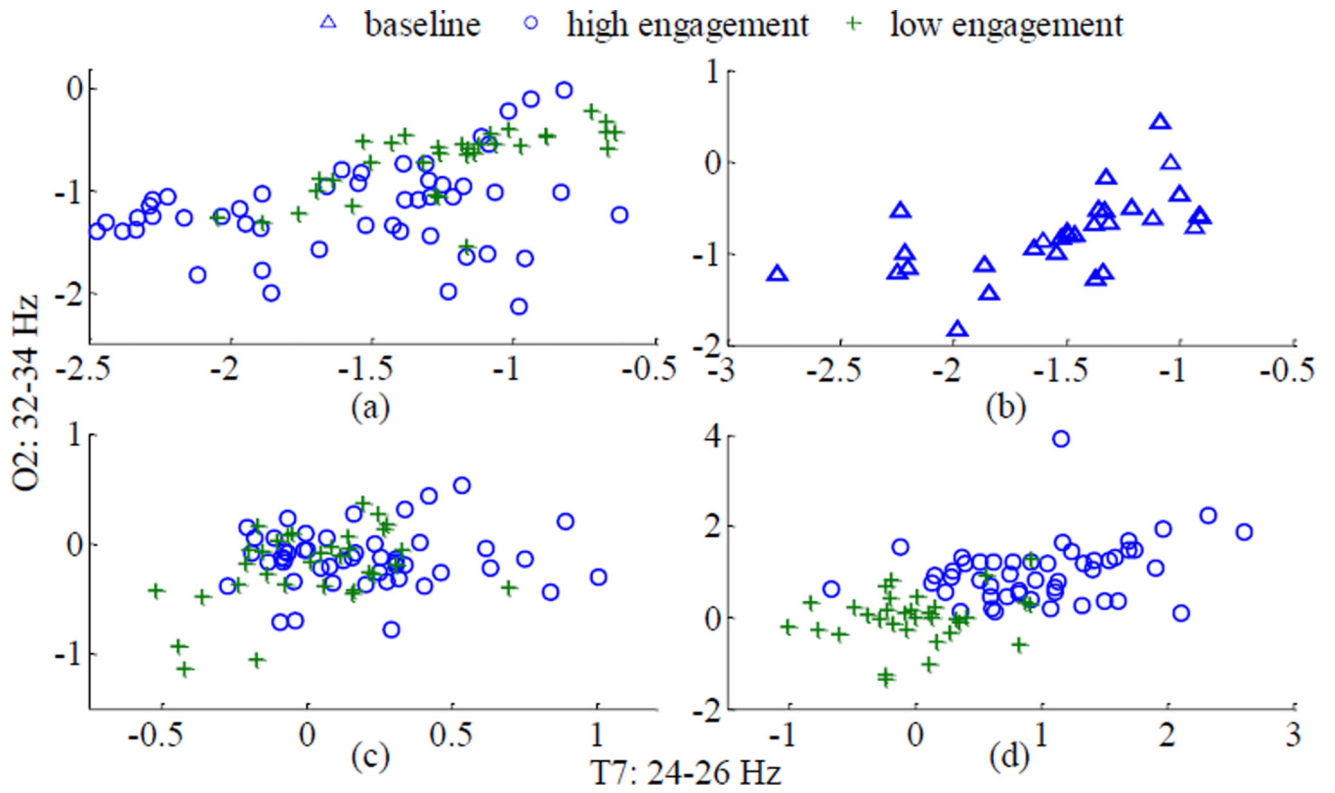 baseline high engagement low engagement
0
-1
-2
-2.5 -2 -1.5 -1 -0.5
(a)
1
0
-1
-2
-3 -2.5 -2 -1.5 -1 -0.5
(b)
O2: 32-34 Hz
1
0
-1
-0.5 0 0.5 1
(c)
4
2
0
-2
-1 0 1 2 3
(d)
T7: 24-26 Hz